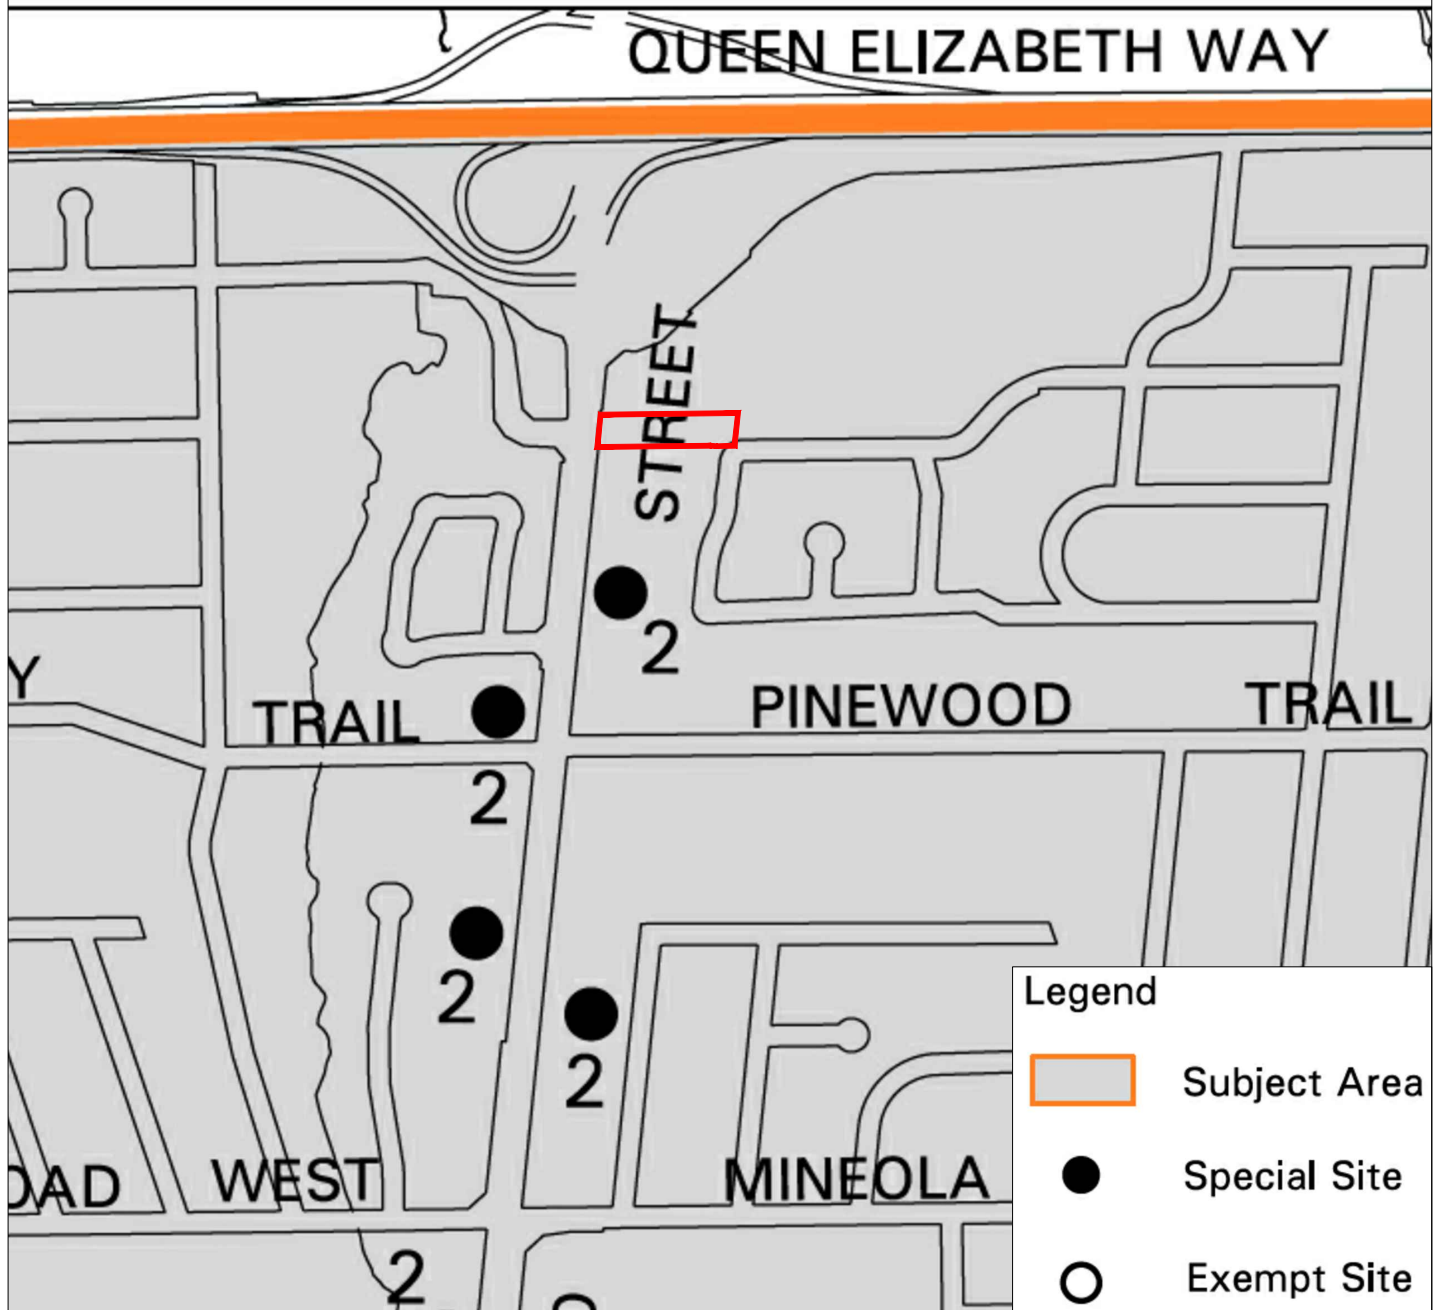 QUEEN ELIZABETH WAY
STREET
2
Y
TRAIL
PINEWOOD
TRAIL
2
2
2
OAD
WEST
MINEOLA
2
Legend
Subject Area
Special Site
Exempt Site